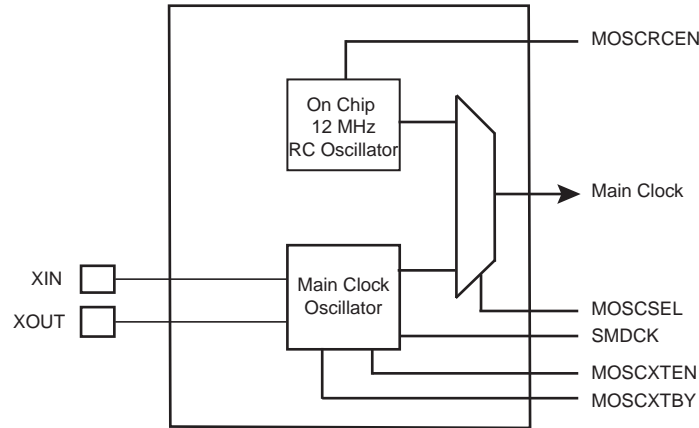 MOSCRCEN
On Chip
12 MHz
RC Oscillator
Main Clock
XIN
Main Clock
Oscillator
XOUT
MOSCSEL
SMDCK
MOSCXTEN
MOSCXTBY